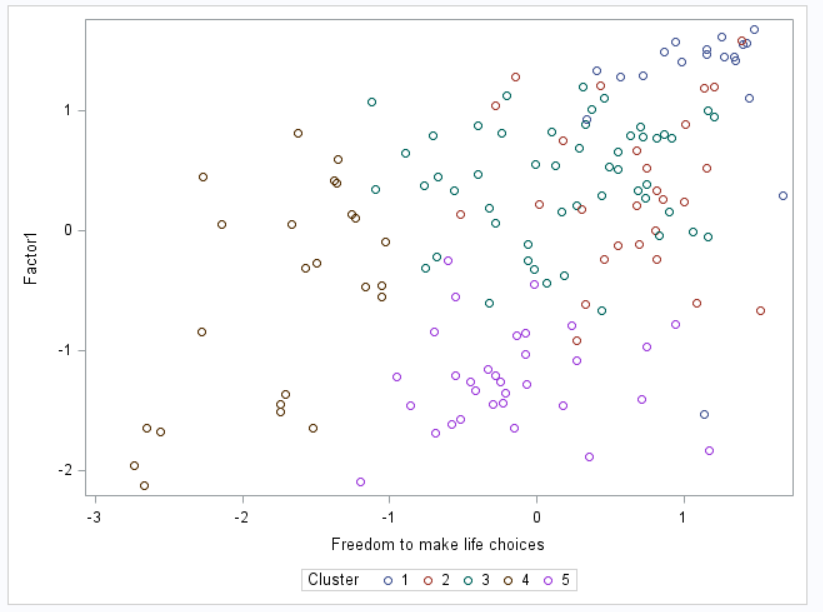 1
0
-1
-2
Factor1
-3 -2 -1 0 1
Freedom to make life choices
Cluster 1 2 3 4 5